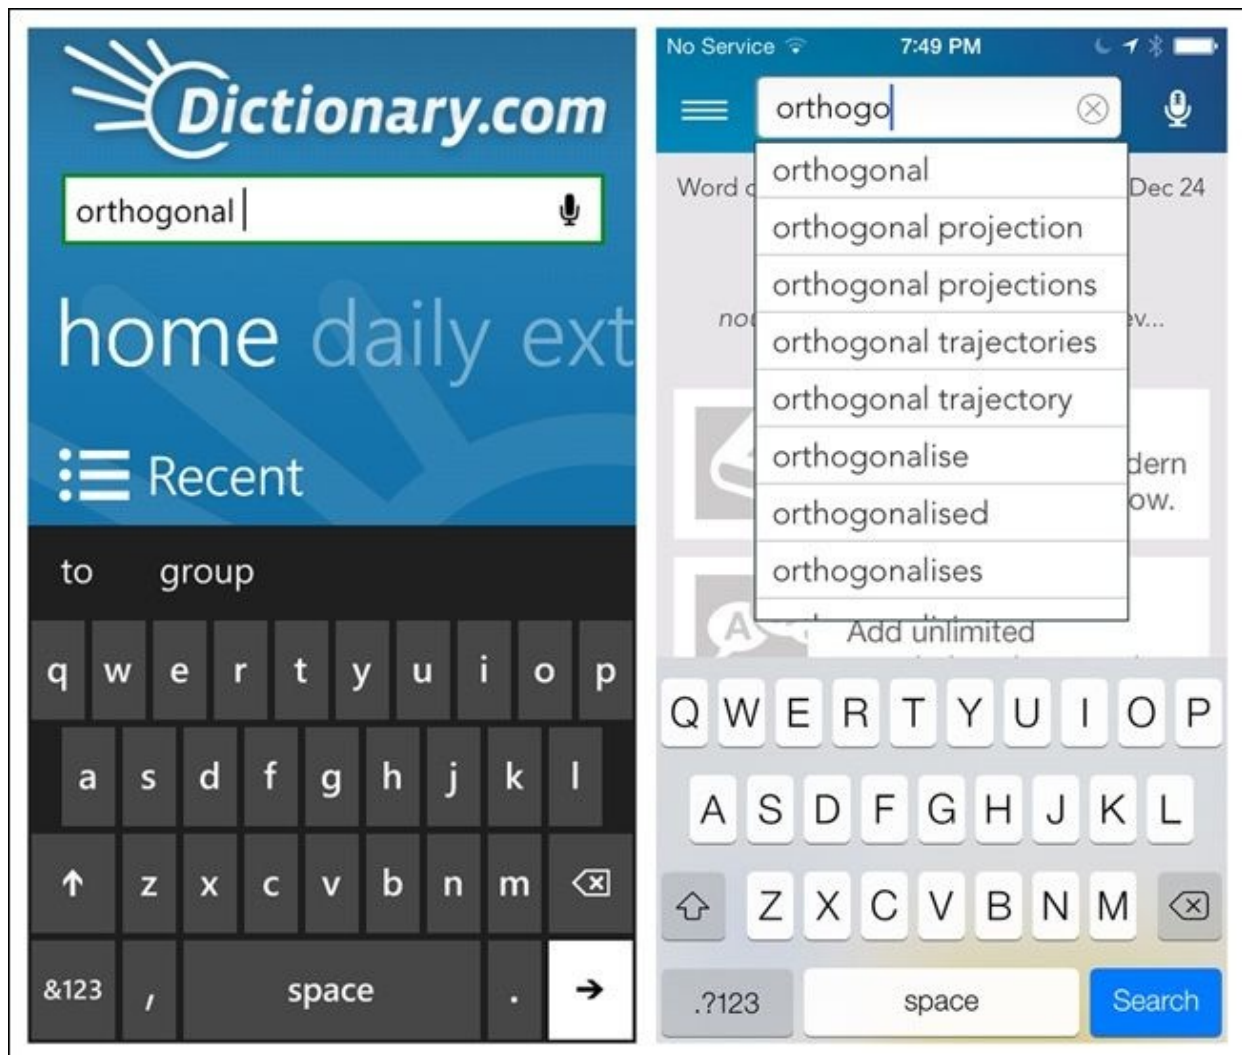 Dictionary.com
orthogonal
home daily ext
Recent
to group
q w e r t y u i o p
a s d f g h j k l
z x c v b n m
&123 , space .
No Service 7:49 PM
orthogo
Word Dec 24
orthogonal
orthogonal projection
orthogonal projections
orthogonal trajectories
orthogonal trajectory
orthogonalise
orthogonalised
orthogonalises
nou ev...
dern
ow.
A
Add unlimited
Q W E R T Y U I O P
A S D F G H J K L
Z X C V B N M
.?123 space Search